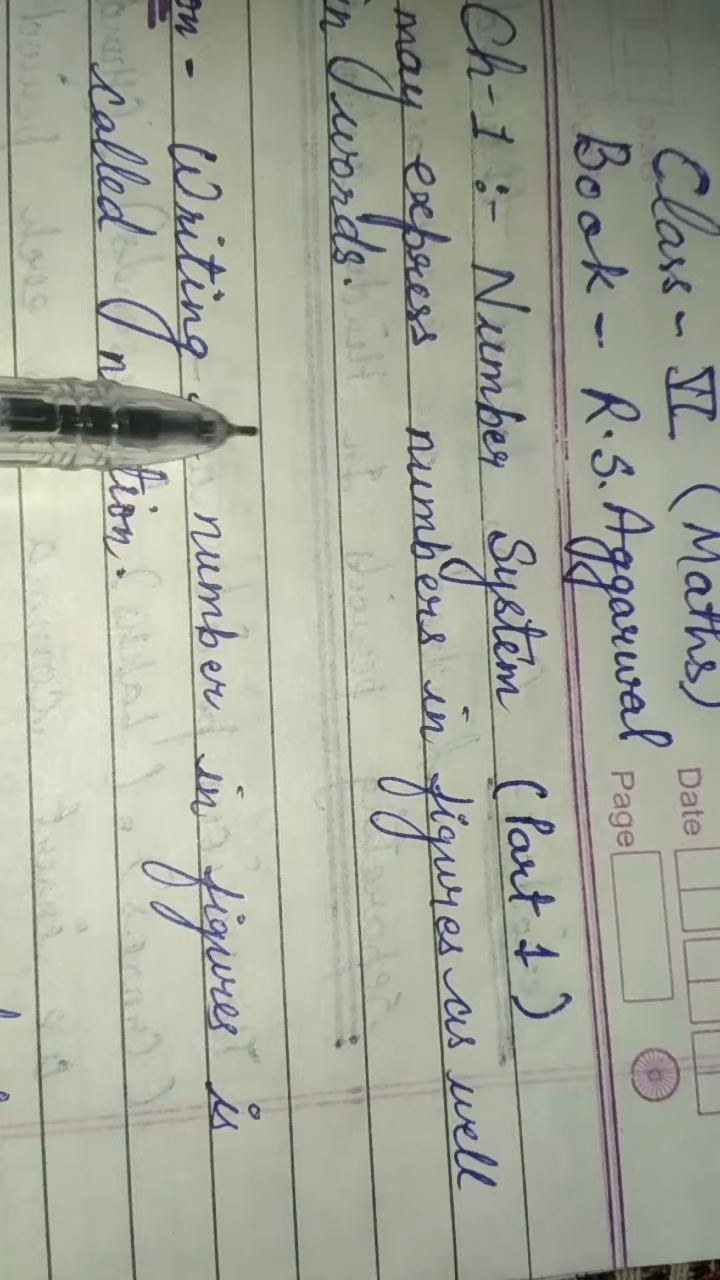 Class - VI (Maths)
Date
Book - R.S. Aggarwal
Page
Ch-1 :- Number System (Part 1)
may express numbers in figures as well
in words.
on - Writing number in figures is
called